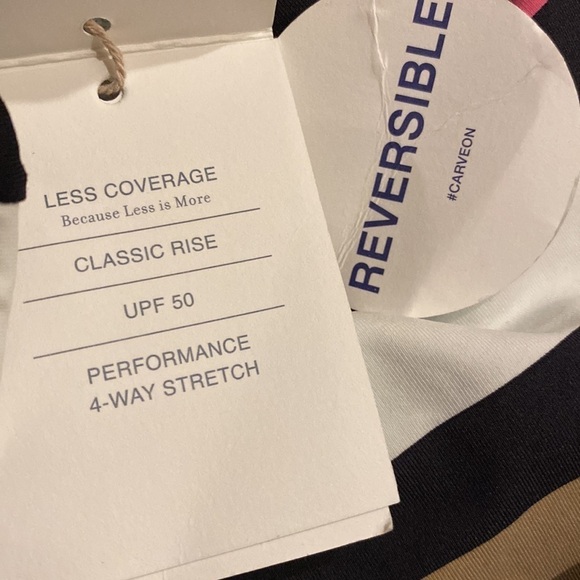 LESS COVERAGE
Because Less is More
CLASSIC RISE
UPF 50
PERFORMANCE
4-WAY STRETCH
REVERSIBLE
#CARVEON